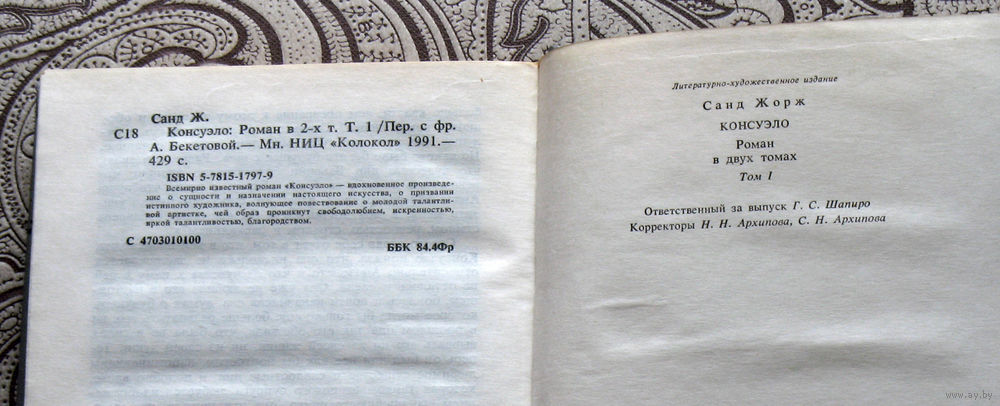 Санд Ж.
С18 Консуэло: Роман в 2-х т. Т. 1 /Пер. с фр.
А. Бекетовой.— Мн. НИЦ «Колокол» 1991.—
429 с.
ISBN 5-7815-1797-9
Всемирно известный роман «Консуэло» — вдохновенное произведе-
ние о сущности и назначении настоящего искусства, о призвании
истинного художника, волнующее повествование о молодой талантли-
вой артистке, чей образ проникнут свободолюбием, искренностью,
яркой талантливостью, благородством.
С 4703010100 ББК 84.4Фр
Литературно-художественное издание
Санд Жорж
КОНСУЭЛО
Роман
в двух томах
Том I
Ответственный за выпуск Г. С. Шапиро
Корректоры Н. Н. Архипова, С. Н. Архипова
www.ay.by